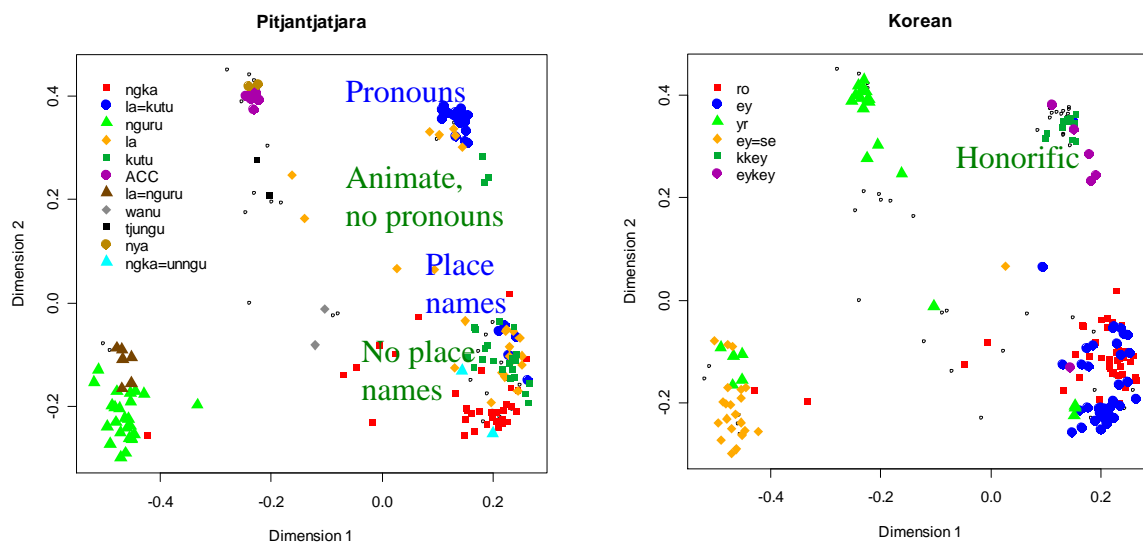 Pitjantjatjara
Dimension 2
0.4
0.2
0.0
-0.2
ngka
la=kutu
nguru
la
kutu
ACC
la=nguru
wanu
tjungu
nya
ngka=unngu
Pronouns
Animate,
no pronouns
Place
names
No place
names
-0.4
-0.2
0.0
0.2
Dimension 1
Korean
Dimension 2
0.4
0.2
0.0
-0.2
ro
ey
yr
ey=se
kkey
eykey
Honorific
-0.4
-0.2
0.0
0.2
Dimension 1